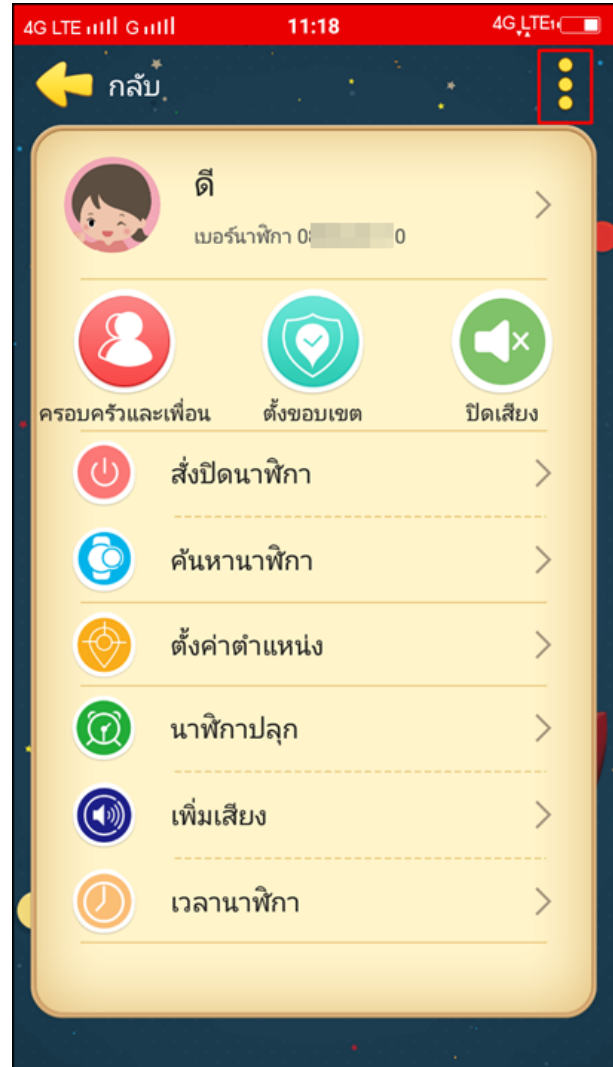 4G LTE G 11:18 4G LTE
กลับ
ดี
เบอร์นาฬิกา 0 0
ครอบครัวและเพื่อน ตั้งขอบเขต ปิดเสียง
สั่งปิดนาฬิกา
ค้นหานาฬิกา
ตั้งค่าตำแหน่ง
นาฬิกาปลุก
เพิ่มเสียง
เวลานาฬิกา